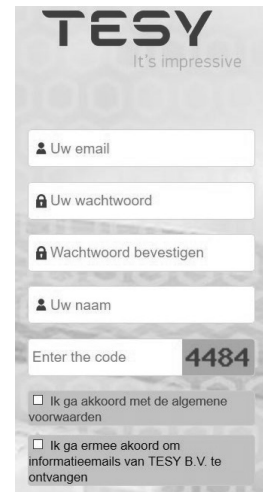 TESY
It's impressive
Uw email
Uw wachtwoord
Wachtwoord bevestigen
Uw naam
Enter the code 4484
Ik ga akkoord met de algemene
voorwaarden
Ik ga ermee akoord om
informatieemails van TESY B.V. te
ontvangen